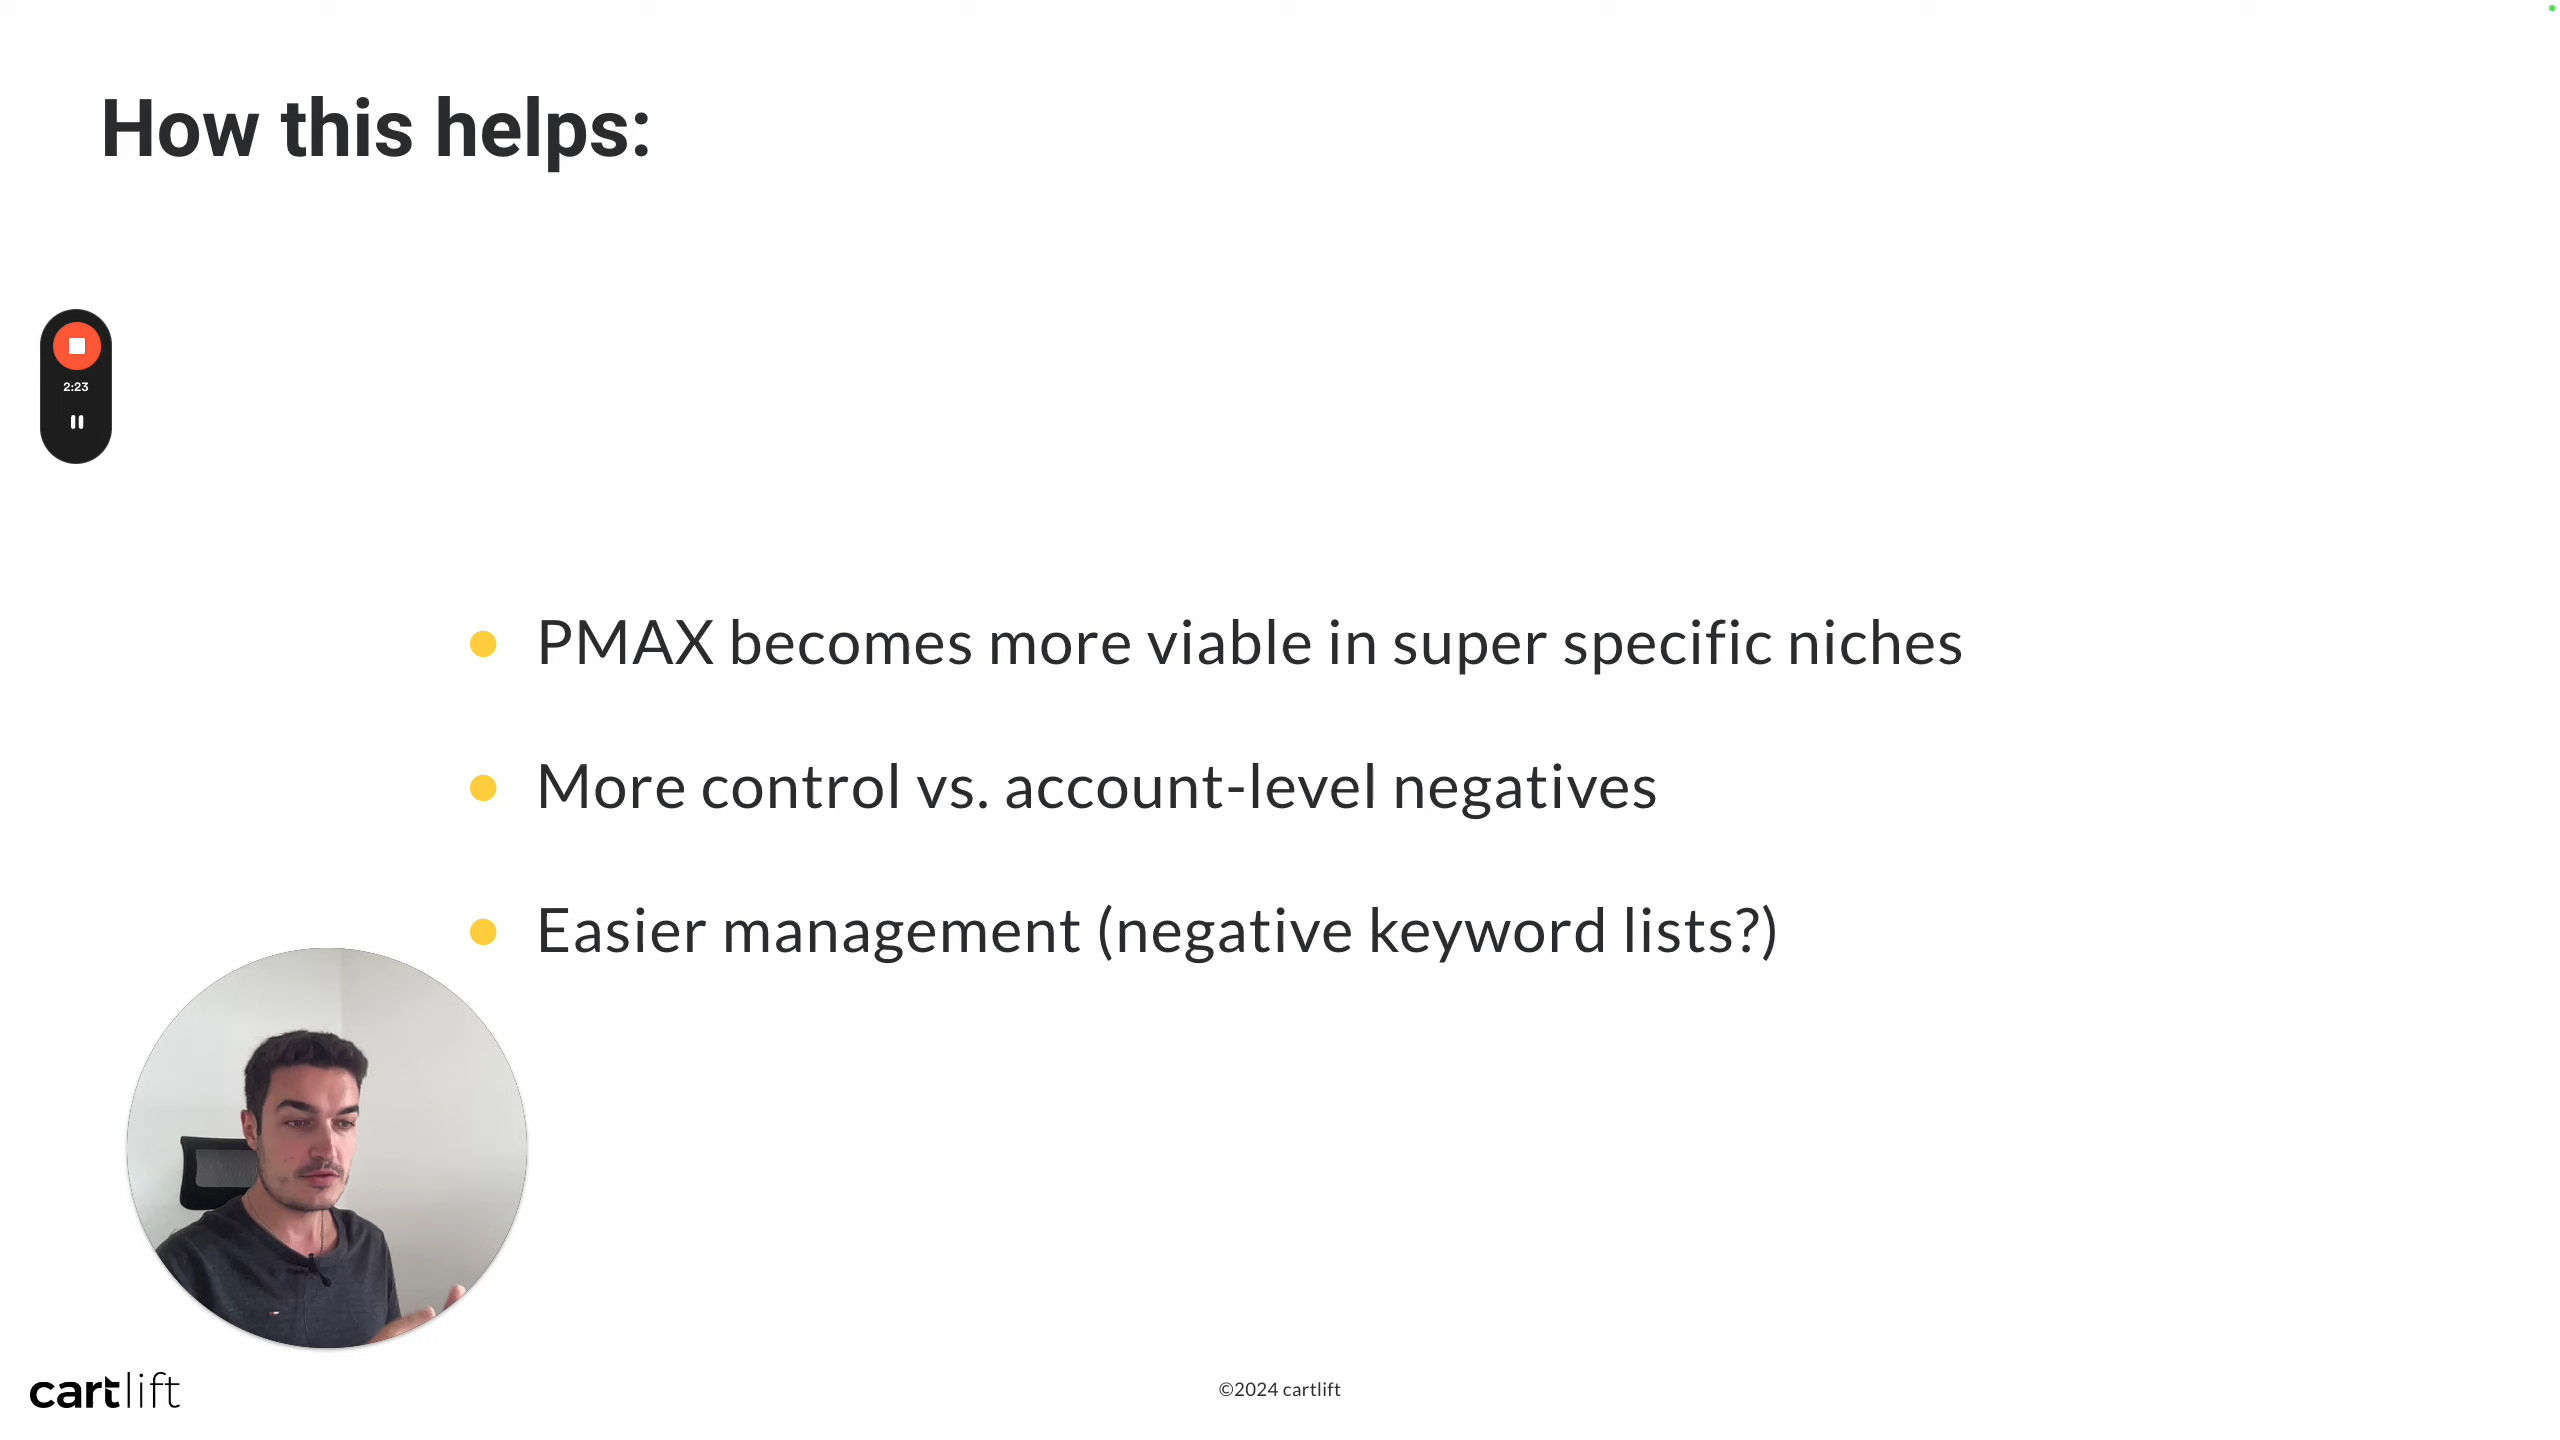 How this helps:
2:23
PMAX becomes more viable in super specific niches
More control vs. account-level negatives
Easier management (negative keyword lists?)
cartlift
©2024 cartlift